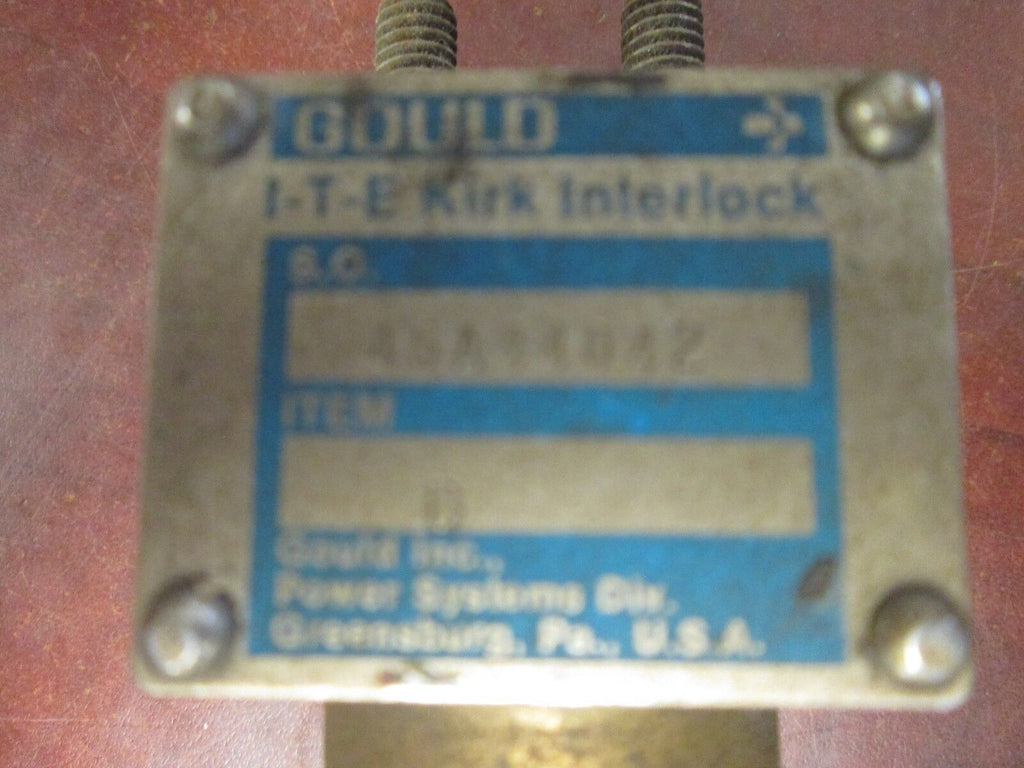 GOULD
I-T-E Kirk Interlock
S.O.
ITEM
Gould Inc.,
Power Systems Div.
Greensburg, Pa., U.S.A.